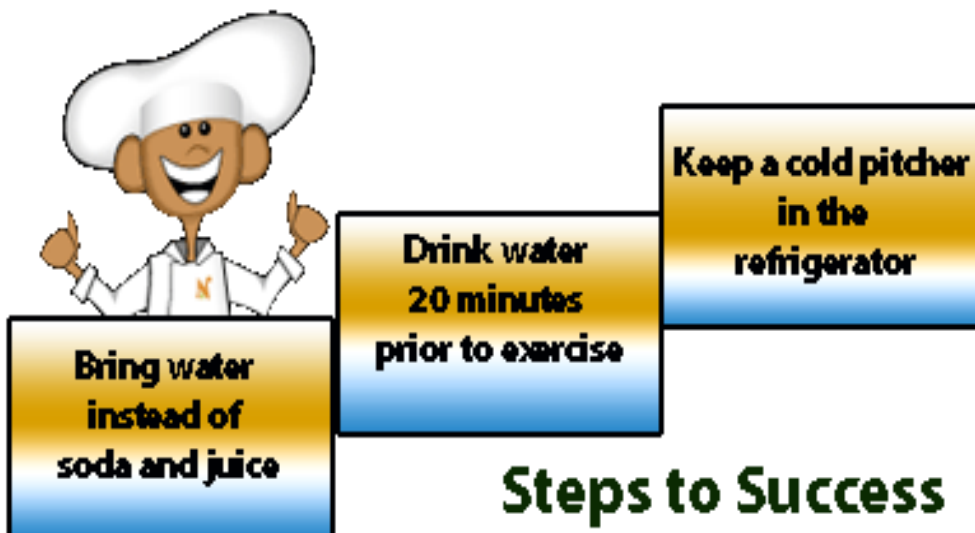 Bring water
instead of
soda and juice
Drink water
20 minutes
prior to exercise
Keep a cold pitcher
in the
refrigerator
Steps to Success
N